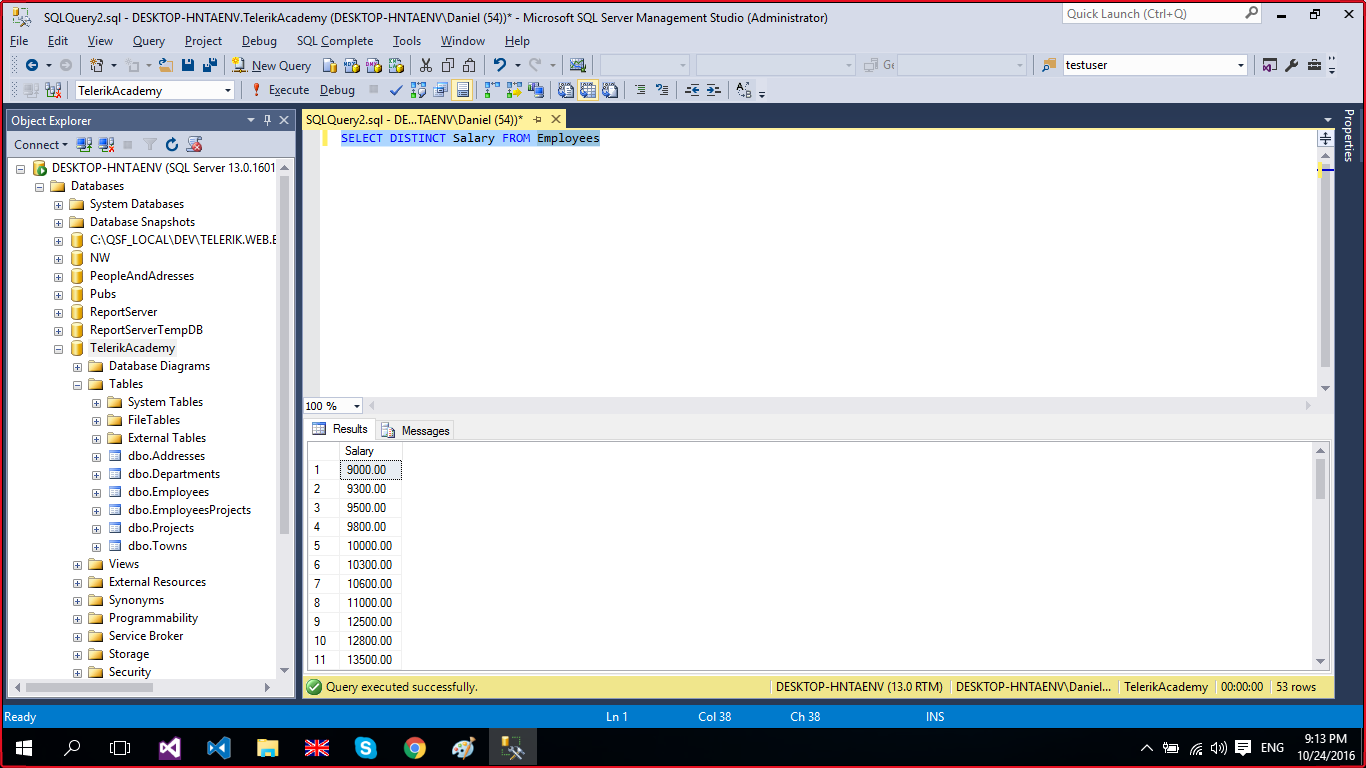 SQLQuery2.sql - DESKTOP-HNTAENV.TelerikAcademy (DESKTOP-HNTAENV\Daniel (54))* - Microsoft SQL Server Management Studio (Administrator)
Quick Launch (Ctrl+Q)
File Edit View Query Project Debug SQL Complete Tools Window Help
New Query
testuser
TelerikAcademy
Execute Debug
Object Explorer
SQLQuery2.sql - DE...TAENV\Daniel (54))*
Properties
Connect
SELECT DISTINCT Salary FROM Employees
DESKTOP-HNTAENV (SQL Server 13.0.1601
Databases
System Databases
Database Snapshots
C:\QSF_LOCAL\DEV\TELERIK.WEB.E
NW
PeopleAndAdresses
Pubs
ReportServer
ReportServerTempDB
TelerikAcademy
Database Diagrams
Tables
System Tables
FileTables
External Tables
dbo.Addresses
dbo.Departments
dbo.Employees
dbo.EmployeesProjects
dbo.Projects
dbo.Towns
Views
External Resources
Synonyms
Programmability
Service Broker
Storage
Security
100 %
Results Messages
Salary
1 9000.00
2 9300.00
3 9500.00
4 9800.00
5 10000.00
6 10300.00
7 10600.00
8 11000.00
9 12500.00
10 12800.00
11 13500.00
Query executed successfully.
DESKTOP-HNTAENV (13.0 RTM) DESKTOP-HNTAENV\Daniel... TelerikAcademy 00:00:00 53 rows
Ready Ln 1 Col 38 Ch 38 INS
ENG
9:13 PM
10/24/2016